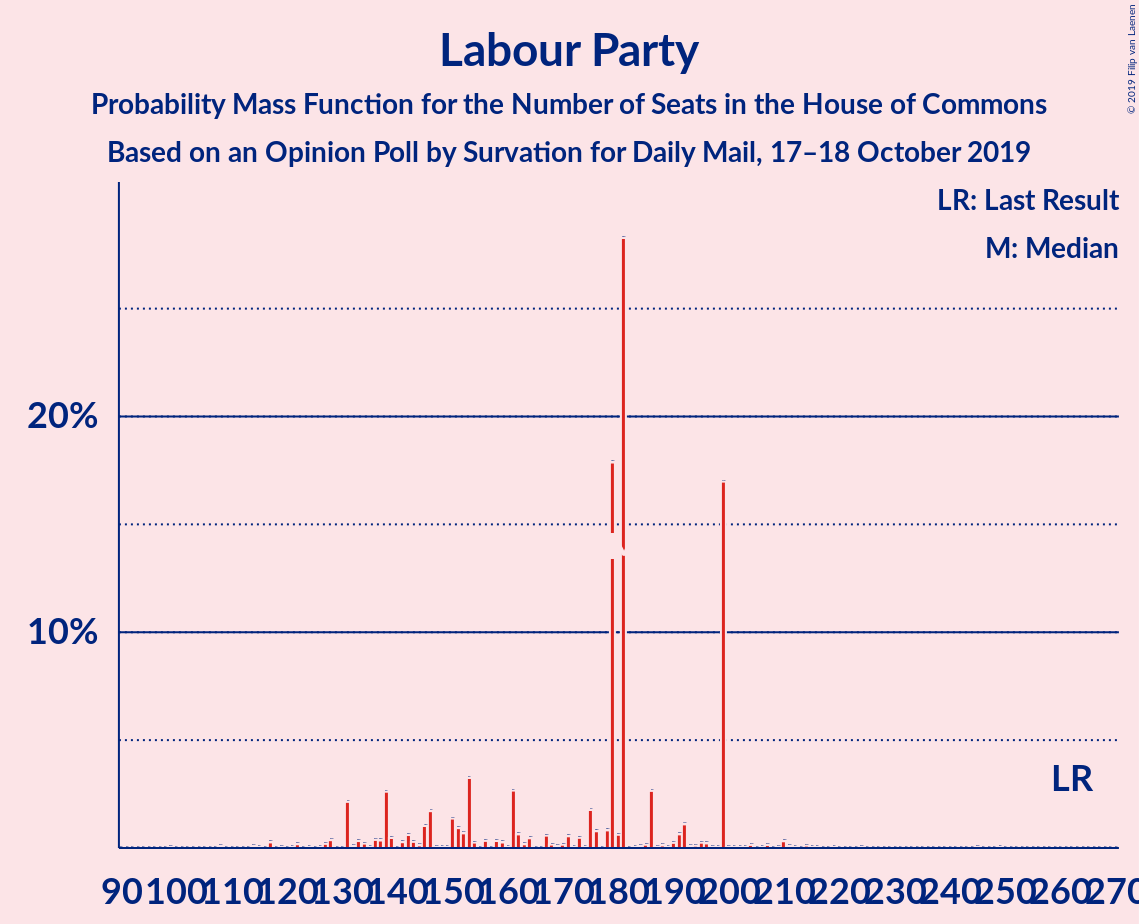 © 2019 Filip van Laenen
Labour Party
Probability Mass Function for the Number of Seats in the House of Commons
Based on an Opinion Poll by Survation for Daily Mail, 17–18 October 2019
LR: Last Result
M: Median
20%
10%
LR
90 100 110 120 130 140 150 160 170 180 190 200 210 220 230 240 250 260 270